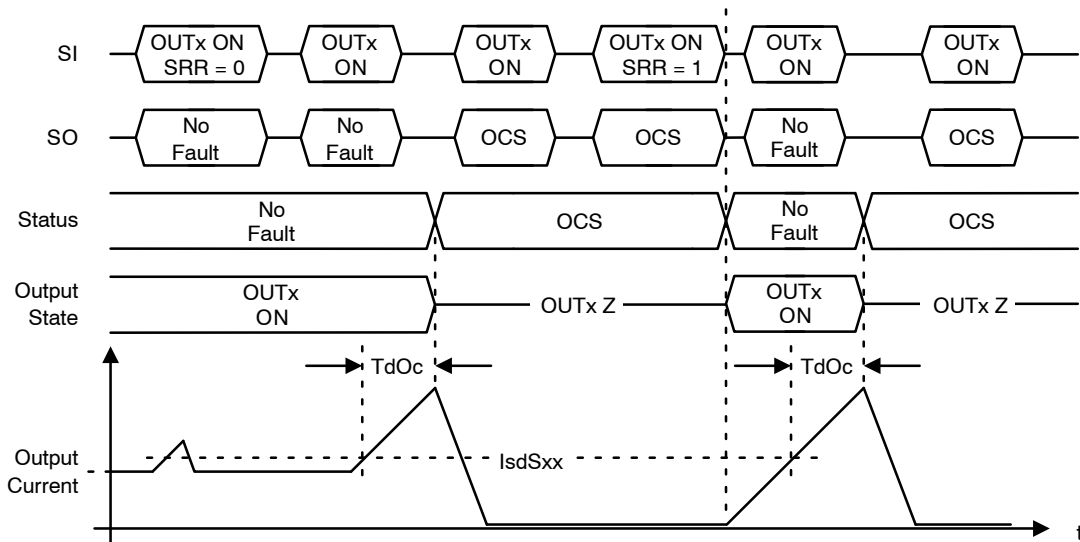 SI
OUTx ON
SRR = 0
OUTx
ON
OUTx
ON
OUTx ON
SRR = 1
OUTx
ON
OUTx
ON
SO
No
Fault
No
Fault
OCS
OCS
No
Fault
OCS
Status
No
Fault
OCS
No
Fault
OCS
Output
State
OUTx
ON
OUTx Z
OUTx
ON
OUTx Z
TdOc
TdOc
Output
Current
IsdSxx
t